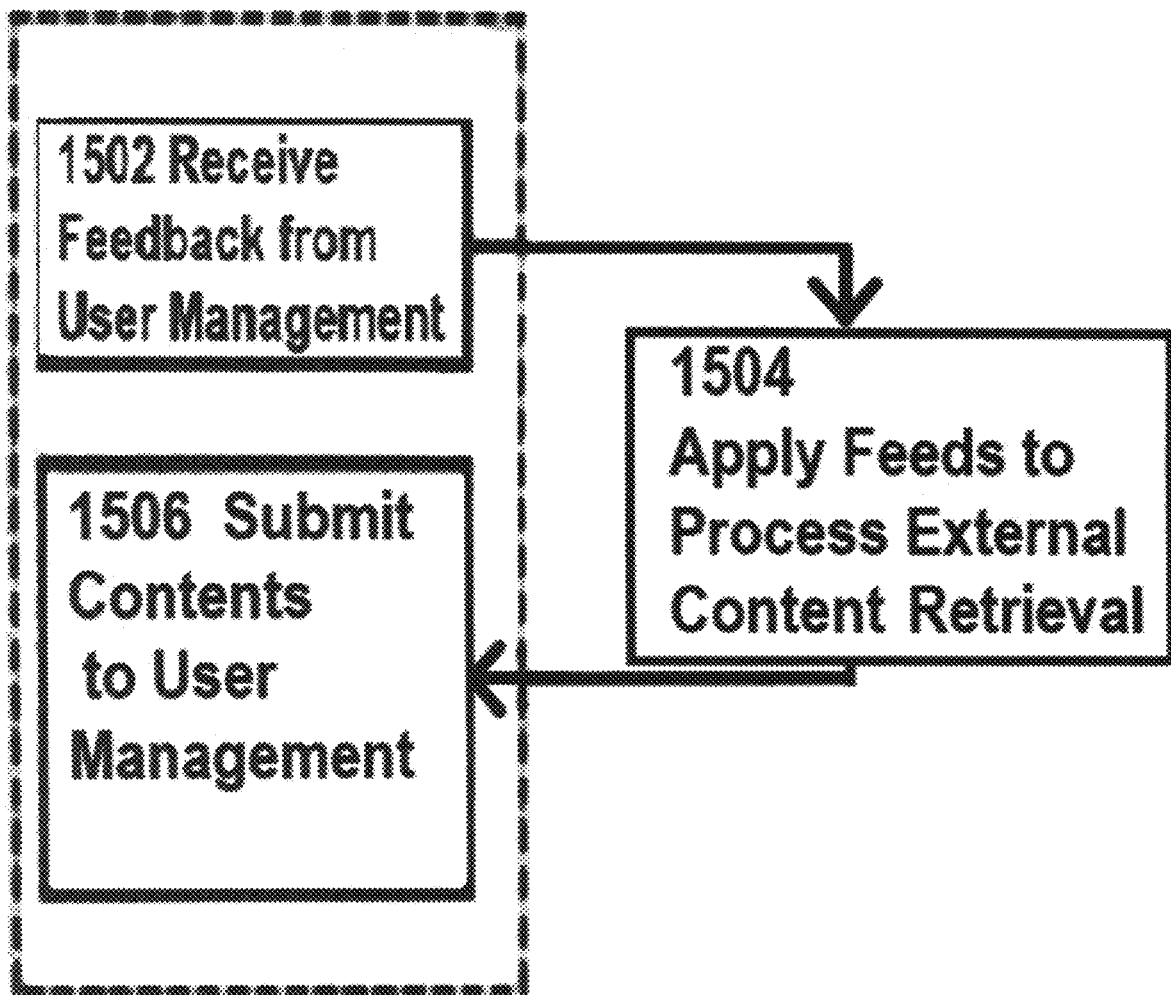 1502 Receive
Feedback from
User Management
1504
Apply Feeds to
Process External
Content Retrieval
1506 Submit
Contents
to User
Management